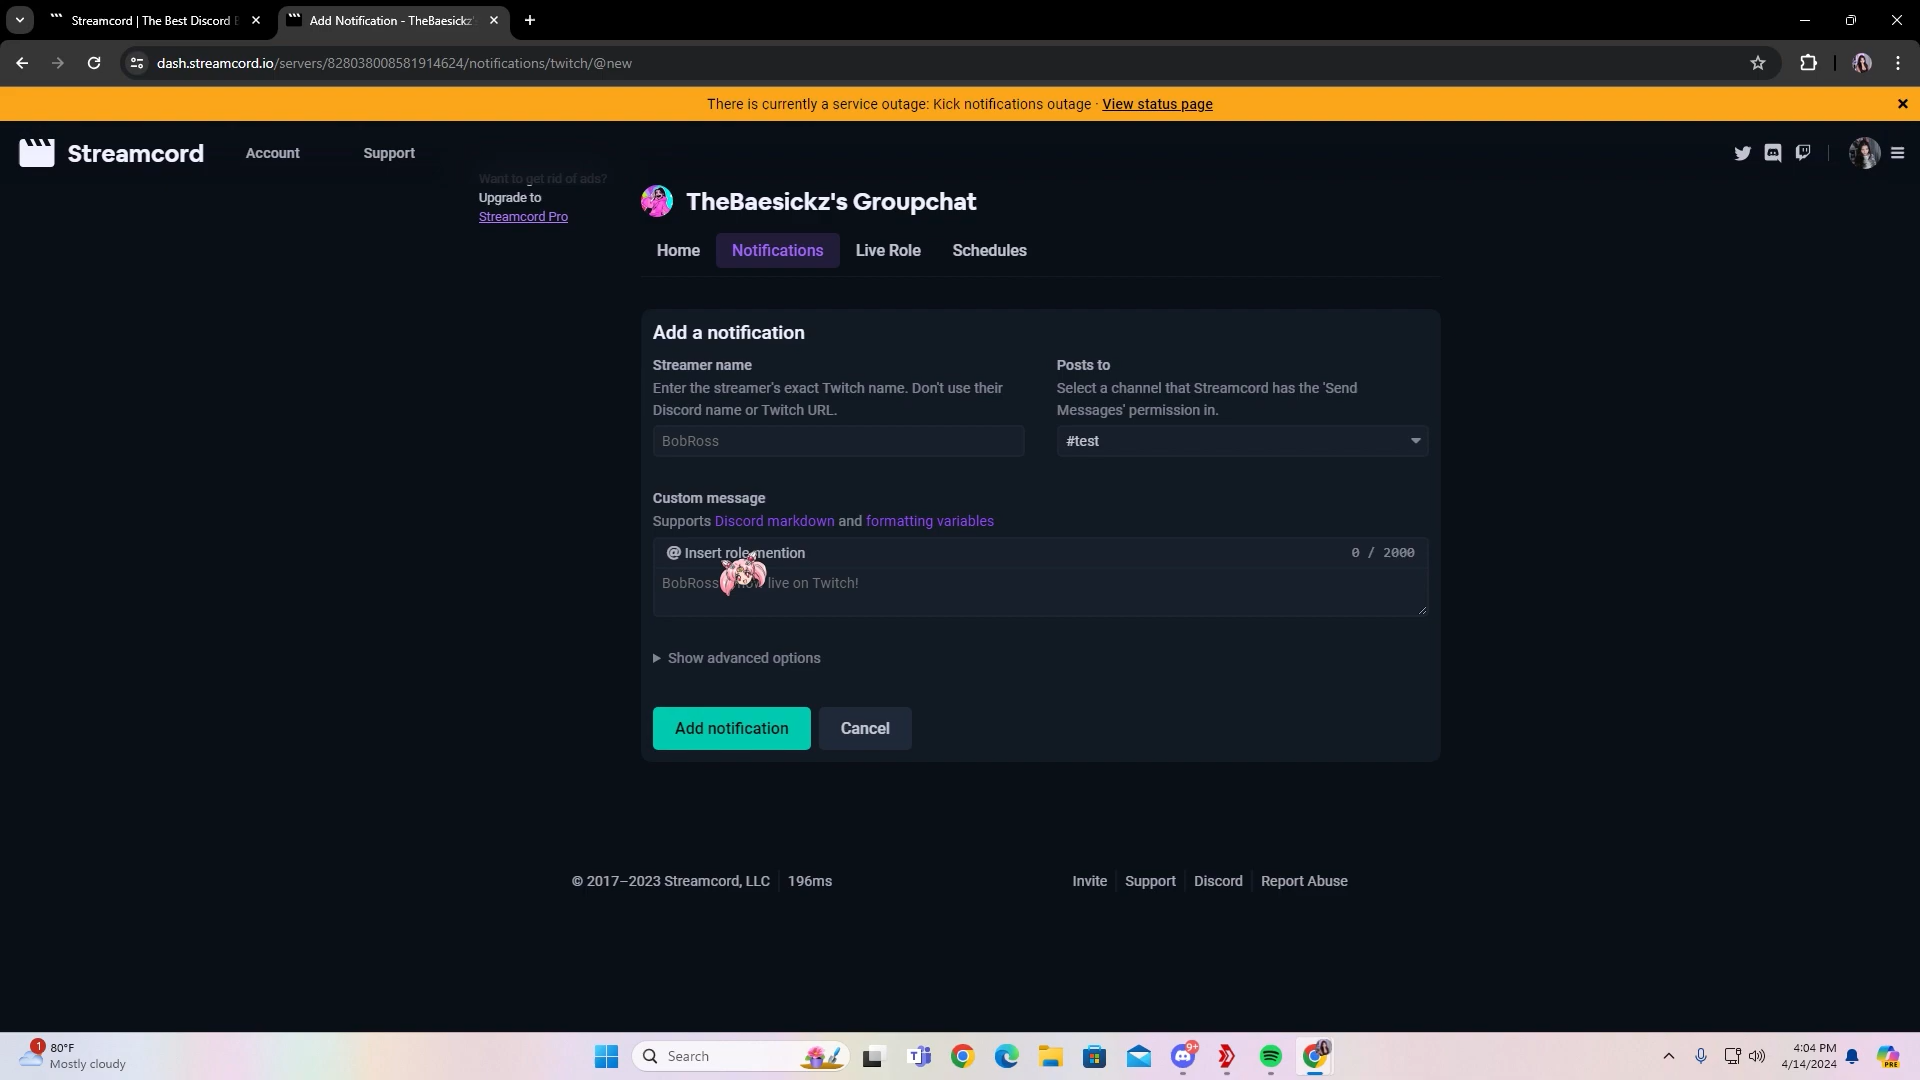 Streamcord | The Best Discord
Add Notification - TheBaesickz'
dash.streamcord.io/servers/828038008581914624/notifications/twitch/@new
There is currently a service outage: Kick notifications outage · View status page
Streamcord
Account
Support
Want to get rid of ads?
Upgrade to
Streamcord Pro
TheBaesickz's Groupchat
Home
Notifications
Live Role
Schedules
Add a notification
Streamer name
Enter the streamer's exact Twitch name. Don't use their
Discord name or Twitch URL.
BobRoss
Posts to
Select a channel that Streamcord has the 'Send
Messages' permission in.
#test
Custom message
Supports Discord markdown and formatting variables
@ Insert role mention
0 / 2000
BobRoss live on Twitch!
Show advanced options
Add notification
Cancel
© 2017–2023 Streamcord, LLC
196ms
Invite
Support
Discord
Report Abuse
1
80°F
Mostly cloudy
Search
9+
4:04 PM
4/14/2024
PRE